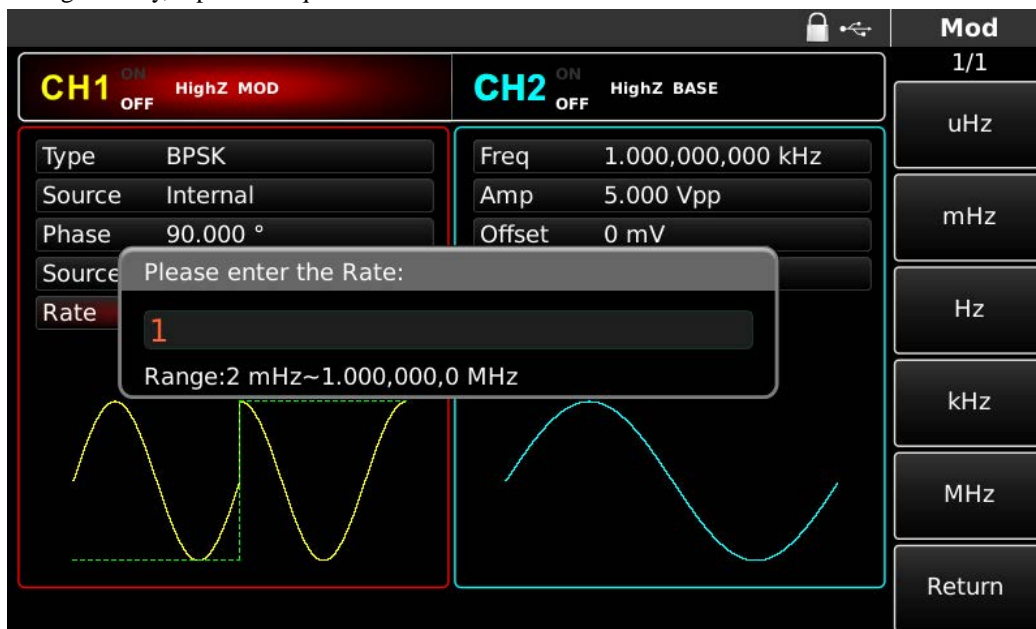 Mod
1/1
CH1 ON OFF HighZ MOD
CH2 ON OFF HighZ BASE
Type BPSK
Source Internal
Phase 90.000 °
Source
Rate
Freq 1.000,000,000 kHz
Amp 5.000 Vpp
Offset 0 mV
Please enter the Rate:
1
Range:2 mHz~1.000,000,0 MHz
uHz
mHz
Hz
kHz
MHz
Return